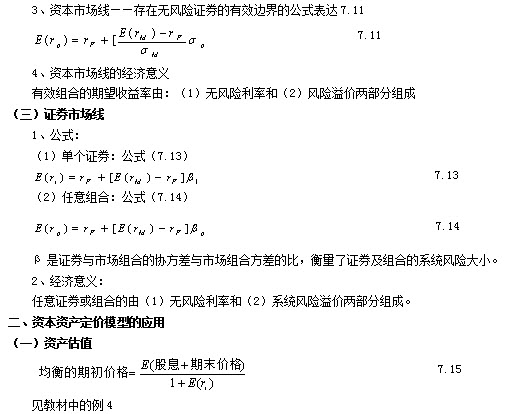 3、资本市场线——存在无风险证券的有效边界的公式表达7.11
E(r_p) = r_F + [\frac{E(r_M) - r_F}{σ_M} σ_p 7.11
4、资本市场线的经济意义
有效组合的期望收益率由：（1）无风险利率和（2）风险溢价两部分组成
（三）证券市场线
1、公式：
（1）单个证券：公式（7.13）
E(r_i) = r_F + [E(r_M) - r_F]β_i 7.13
（2）任意组合：公式（7.14）
E(r_p) = r_F + [E(r_M) - r_F]β_p 7.14
β 是证券与市场组合的协方差与市场组合方差的比，衡量了证券及组合的系统风险大小。
2、经济意义：
任意证券或组合的由（1）无风险利率和（2）系统风险溢价两部分组成。
二、资本资产定价模型的应用
（一）资产估值
均衡的期初价格=\frac{E(股息+期末价格)}{1+E(r_i)} 7.15
见教材中的例4